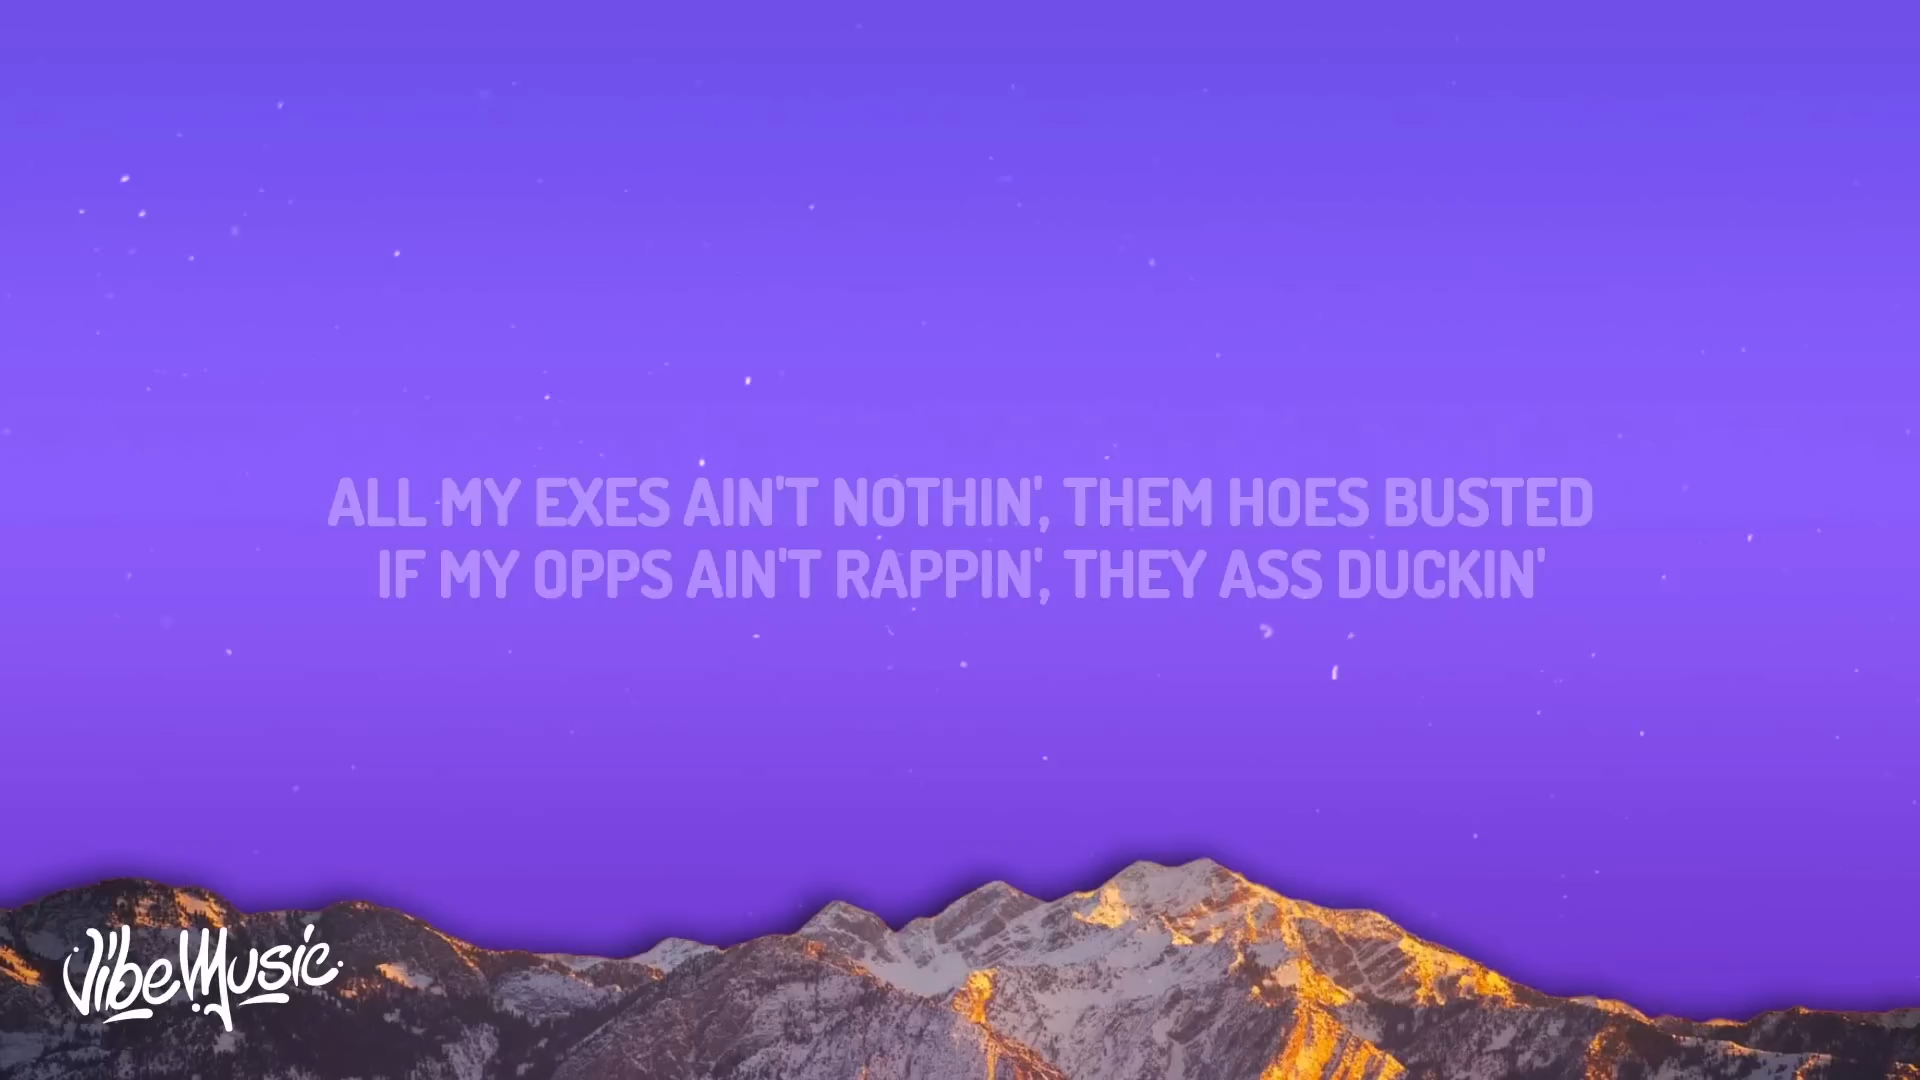 ALL MY EXES AIN'T NOTHIN', THEM HOES BUSTED
IF MY OPPS AIN'T RAPPIN', THEY ASS DUCKIN'
VibeMusic